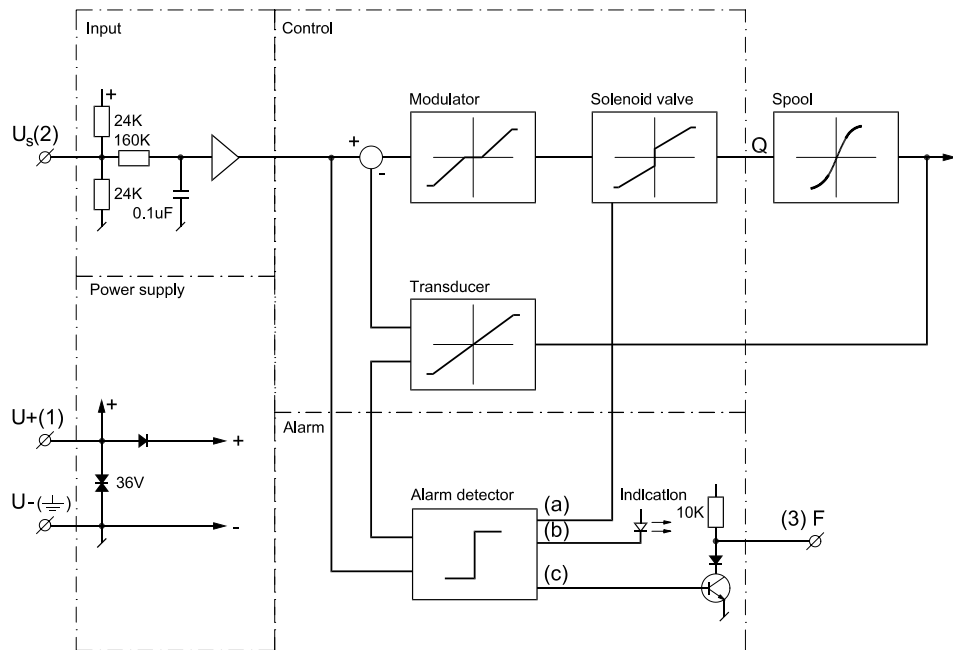 Input
Control
+
24K
Us(2)
160K
24K
0.1uF
+
-
Modulator
Solenoid valve
Q
Spool
Power supply
Transducer
U+(1)
+
+
36V
U-(⏚)
-
Alarm
Alarm detector
(a)
(b)
(c)
Indication
10K
(3) F